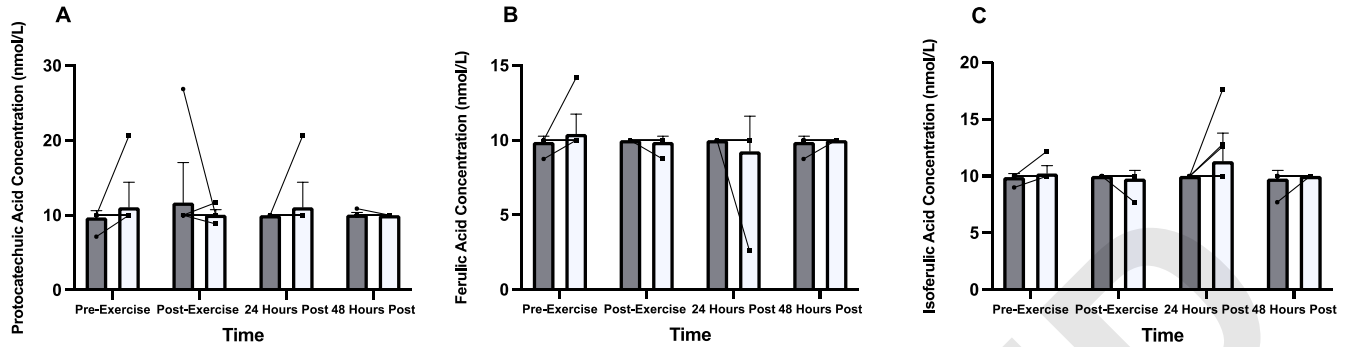 A
Protocatechuic Acid Concentration (nmol/L)
30
20
10
0
Pre-Exercise Post-Exercise 24 Hours Post 48 Hours Post
Time
B
Ferulic Acid Concentration (nmol/L)
15
10
5
0
Pre-Exercise Post-Exercise 24 Hours Post 48 Hours Post
Time
C
Isoferulic Acid Concentration (nmol/L)
20
15
10
5
0
Pre-Exercise Post-Exercise 24 Hours Post 48 Hours Post
Time